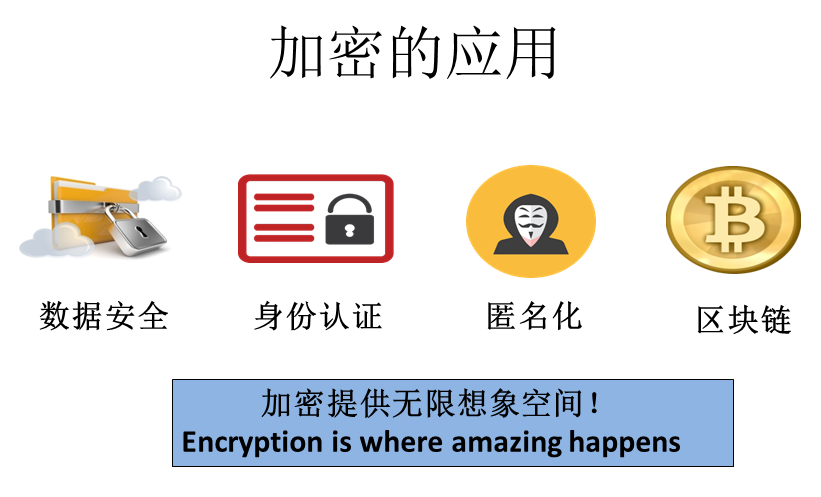 加密的应用
数据安全
身份认证
匿名化
区块链
加密提供无限想象空间！
Encryption is where amazing happens